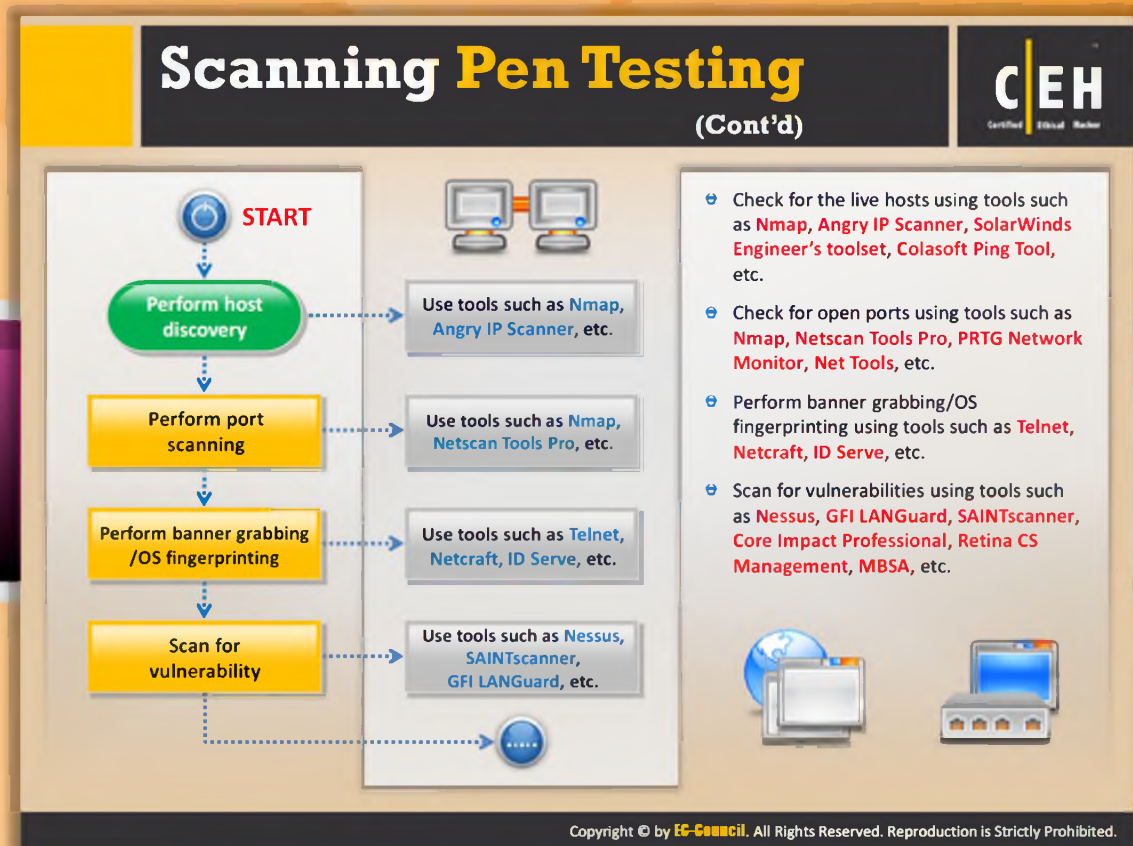 Scanning Pen Testing
(Cont'd)
C EH
Certified Ethical Hacker
START
Perform host
discovery
Use tools such as Nmap,
Angry IP Scanner, etc.
Perform port
scanning
Use tools such as Nmap,
Netscan Tools Pro, etc.
Perform banner grabbing
/OS fingerprinting
Use tools such as Telnet,
Netcraft, ID Serve, etc.
Scan for
vulnerability
Use tools such as Nessus,
SAINTscanner,
GFI LANGuard, etc.
Check for the live hosts using tools such
as Nmap, Angry IP Scanner, SolarWinds
Engineer's toolset, Colasoft Ping Tool,
etc.
Check for open ports using tools such as
Nmap, Netscan Tools Pro, PRTG Network
Monitor, Net Tools, etc.
Perform banner grabbing/OS
fingerprinting using tools such as Telnet,
Netcraft, ID Serve, etc.
Scan for vulnerabilities using tools such
as Nessus, GFI LANGuard, SAINTscanner,
Core Impact Professional, Retina CS
Management, MBSA, etc.
Copyright © by EC-Council. All Rights Reserved. Reproduction is Strictly Prohibited.